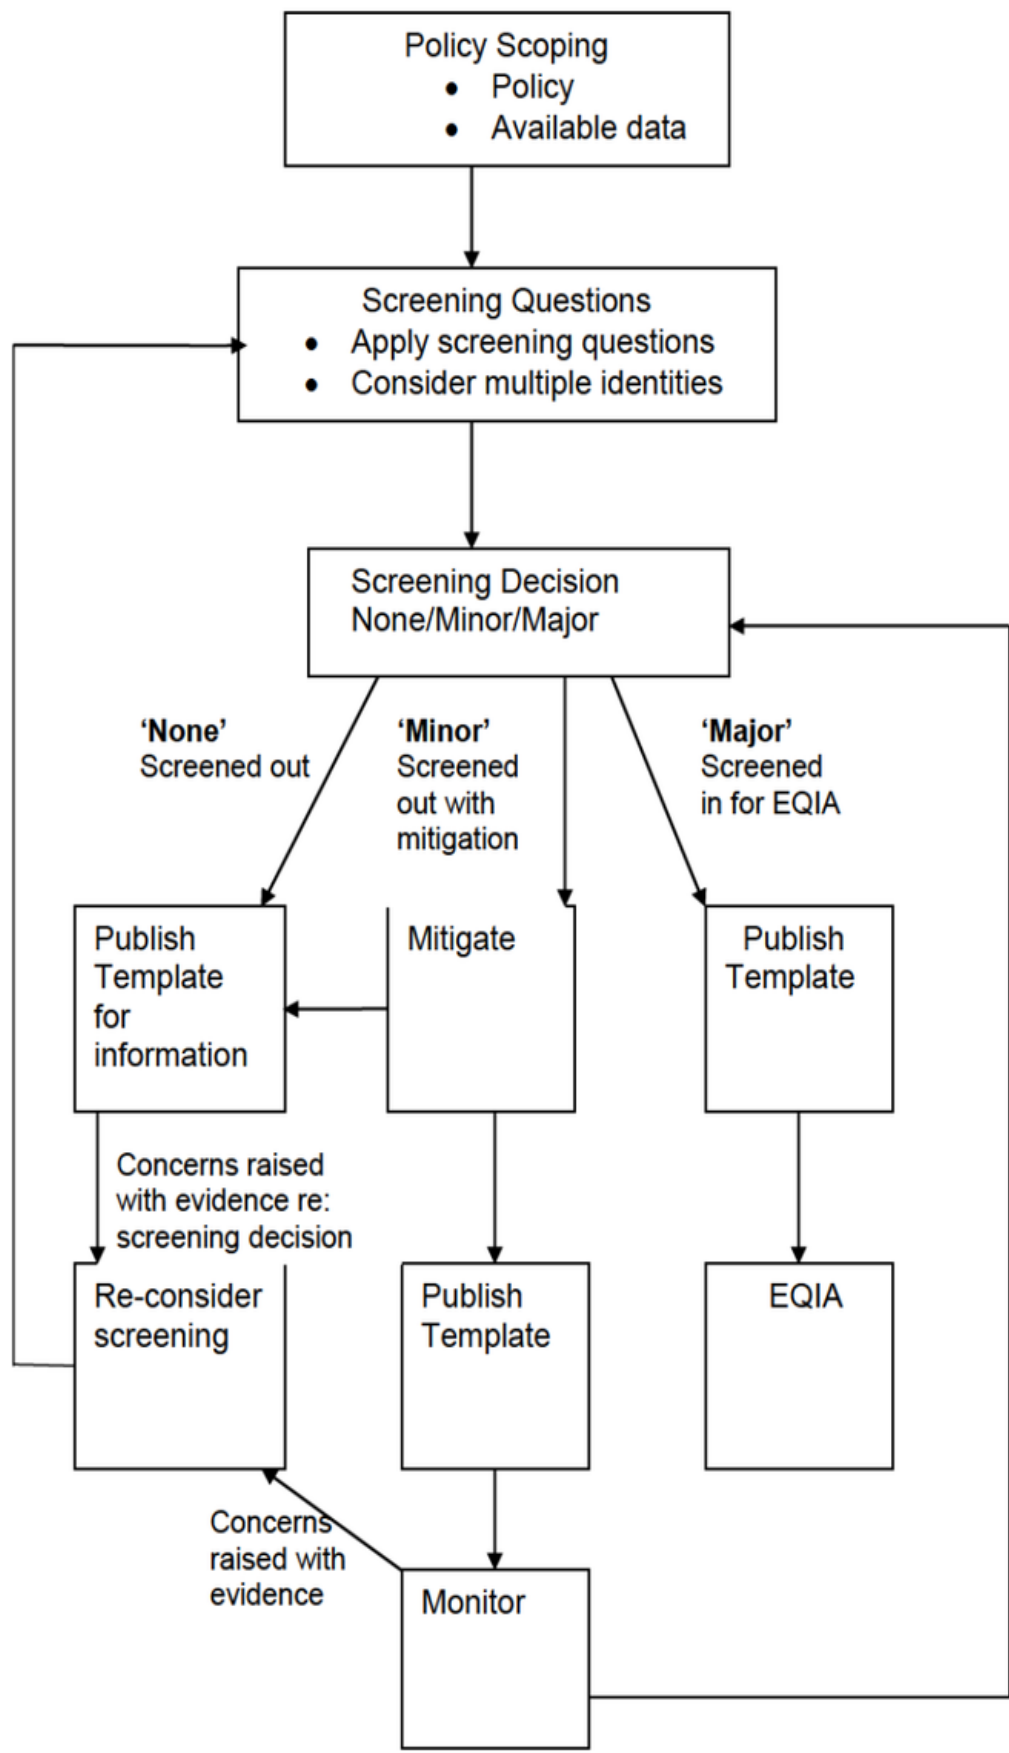 Policy Scoping
• Policy
• Available data
Screening Questions
• Apply screening questions
• Consider multiple identities
Screening Decision
None/Minor/Major
‘None’
Screened out
‘Minor’
Screened
out with
mitigation
‘Major’
Screened
in for EQIA
Publish
Template
for
information
Mitigate
Publish
Template
Concerns raised
with evidence re:
screening decision
Re-consider
screening
Publish
Template
EQIA
Concerns
raised with
evidence
Monitor